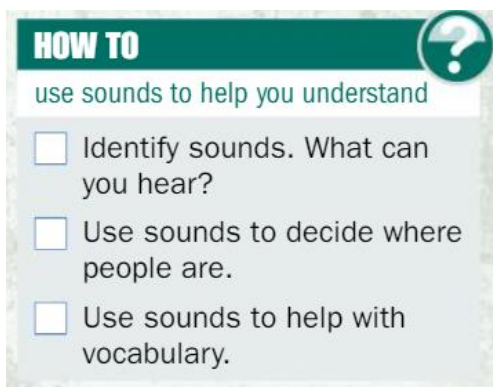 HOW TO
?
use sounds to help you understand
Identify sounds. What can
you hear?
Use sounds to decide where
people are.
Use sounds to help with
vocabulary.